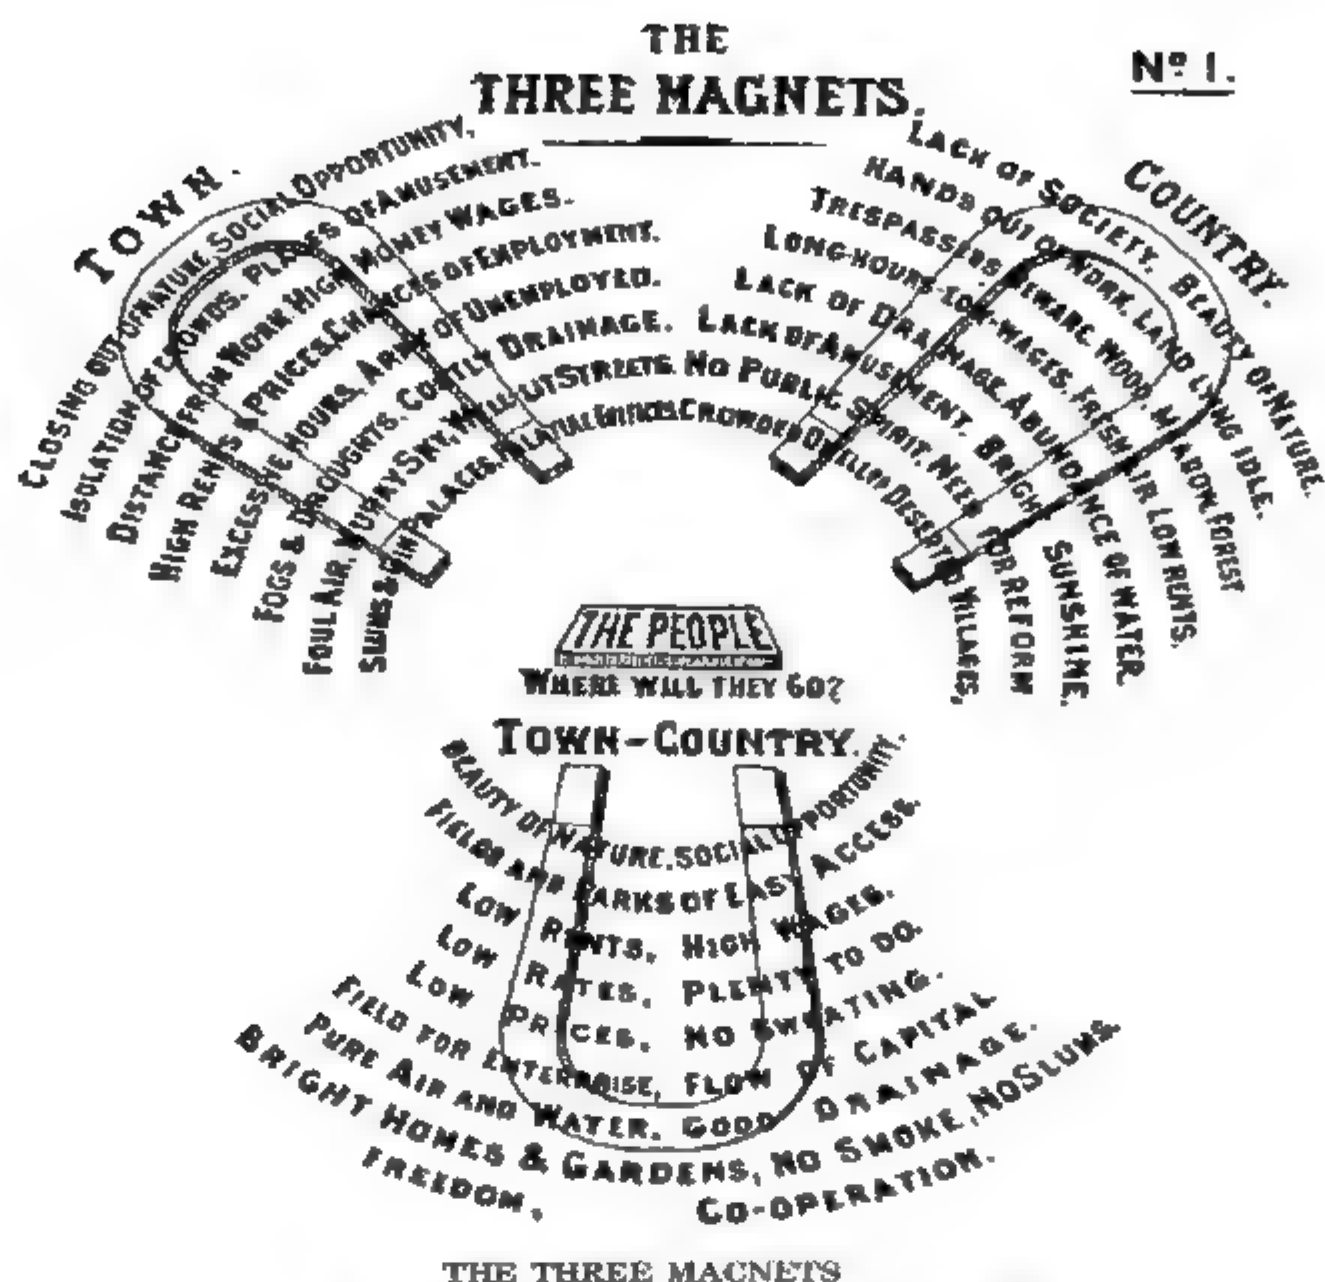 THE
THREE MAGNETS.
Nº 1.
TOWN.
CLOSING OUT OF NATURE. SOCIAL OPPORTUNITY.
ISOLATION OF CROWDS. PLACES OF AMUSEMENT.
DISTANCE FROM WORK. HIGH MONEY WAGES.
HIGH RENTS & PRICES. CHANCES OF EMPLOYMENT.
EXCESSIVE HOURS. ARMY OF UNEMPLOYED.
FOGS & DROUGHTS. COSTLY DRAINAGE.
FOUL AIR. MURKY SKY. WELL LIT STREETS.
SLUMS & GIN PALACES. PALATIAL EDIFICES.
COUNTRY.
LACK OF SOCIETY. BEAUTY OF NATURE.
HANDS OUT OF WORK. LAND LYING IDLE.
TRESPASSERS BEWARE. WOOD, MEADOW, FOREST
LONG HOURS-LOW WAGES. FRESH AIR LOW RENTS.
LACK OF DRAINAGE. ABUNDANCE OF WATER.
LACK OF AMUSEMENT. BRIGHT SUNSHINE.
NO PUBLIC SPIRIT. NEED FOR REFORM
CROWDED DWELLINGS DESERTED VILLAGES,
THE PEOPLE
WHERE WILL THEY GO?
TOWN-COUNTRY.
BEAUTY OF NATURE. SOCIAL OPPORTUNITY.
FIELDS AND PARKS OF EASY ACCESS.
LOW RENTS, HIGH WAGES.
LOW RATES, PLENTY TO DO.
LOW PRICES, NO SWEATING.
FIELD FOR ENTERPRISE, FLOW OF CAPITAL
PURE AIR AND WATER. GOOD DRAINAGE.
BRIGHT HOMES & GARDENS, NO SMOKE, NO SLUMS.
FREEDOM. CO-OPERATION.
THE THREE MAGNETS